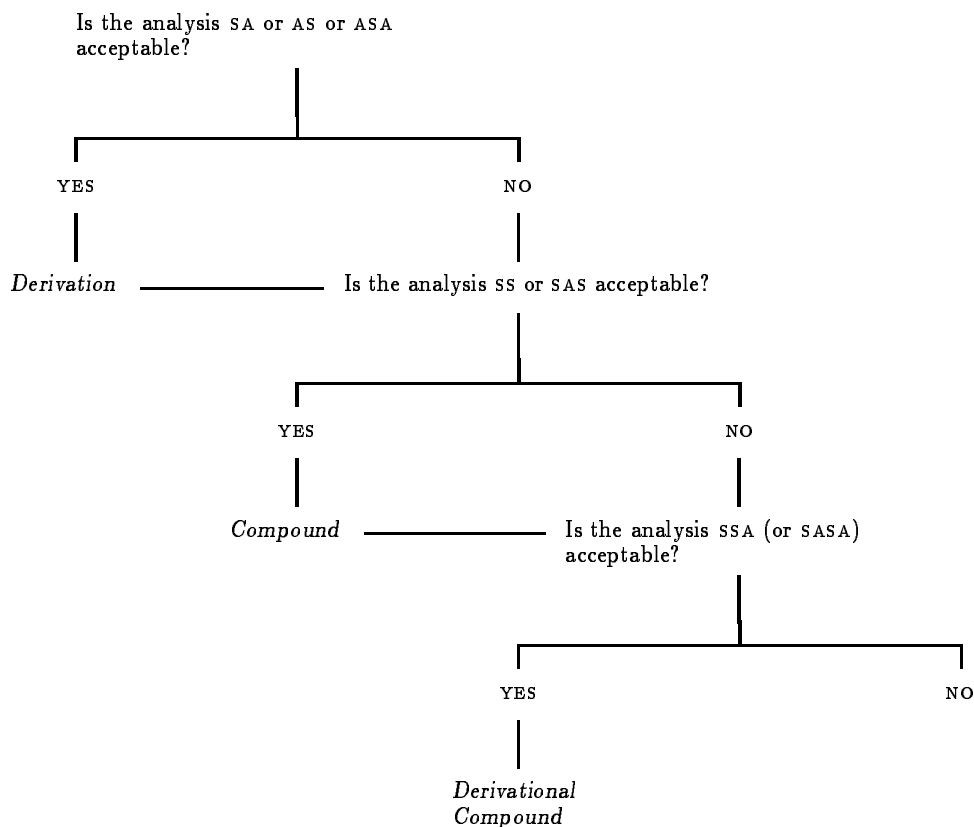 Is the analysis SA or AS or ASA
acceptable?
YES
NO
Derivation
Is the analysis SS or SAS acceptable?
YES
NO
Compound
Is the analysis SSA (or SASA)
acceptable?
YES
NO
Derivational
Compound